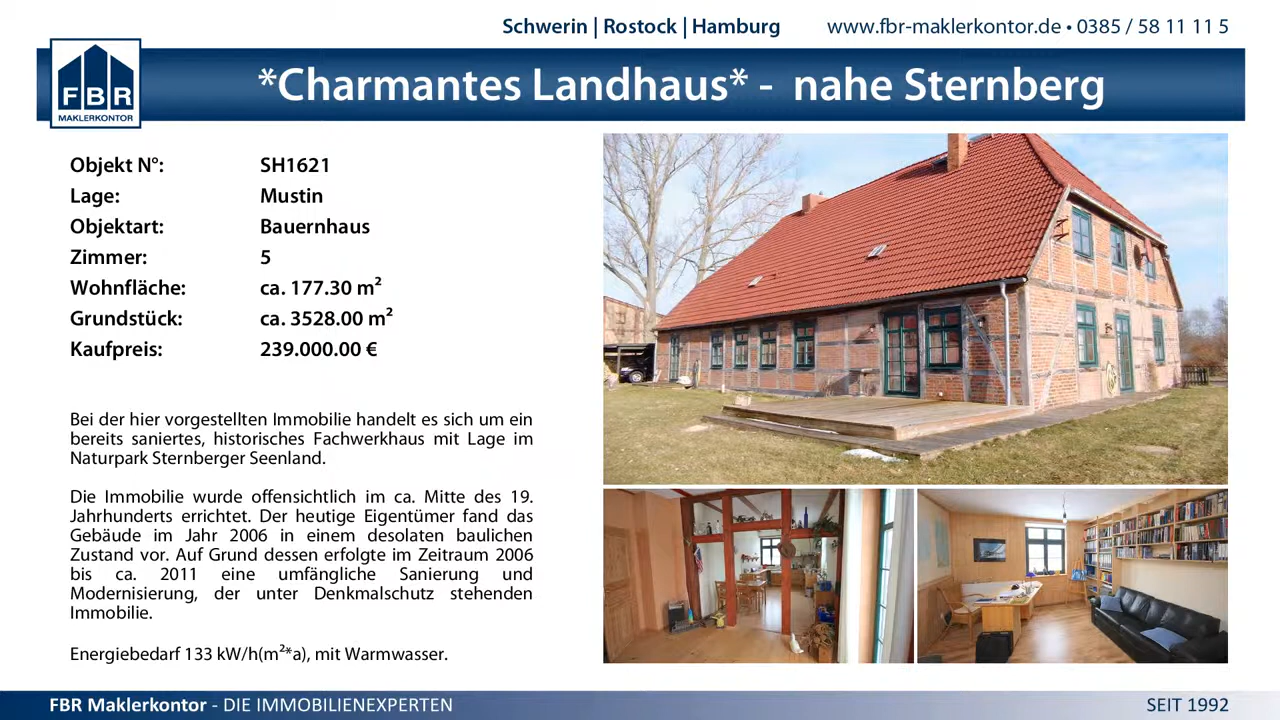 Schwerin | Rostock | Hamburg www.fbr-maklerkontor.de • 0385 / 58 11 11 5
FBR
MAKLERKONTOR
*Charmantes Landhaus* - nahe Sternberg
Objekt N°: SH1621
Lage: Mustin
Objektart: Bauernhaus
Zimmer: 5
Wohnfläche: ca. 177.30 m²
Grundstück: ca. 3528.00 m²
Kaufpreis: 239.000.00 €
Bei der hier vorgestellten Immobilie handelt es sich um ein
bereits saniertes, historisches Fachwerkhaus mit Lage im
Naturpark Sternberger Seenland.
Die Immobilie wurde offensichtlich im ca. Mitte des 19.
Jahrhunderts errichtet. Der heutige Eigentümer fand das
Gebäude im Jahr 2006 in einem desolaten baulichen
Zustand vor. Auf Grund dessen erfolgte im Zeitraum 2006
bis ca. 2011 eine umfängliche Sanierung und
Modernisierung, der unter Denkmalschutz stehenden
Immobilie.
Energiebedarf 133 kW/h(m²*a), mit Warmwasser.
FBR Maklerkontor - DIE IMMOBILIENEXPERTEN SEIT 1992